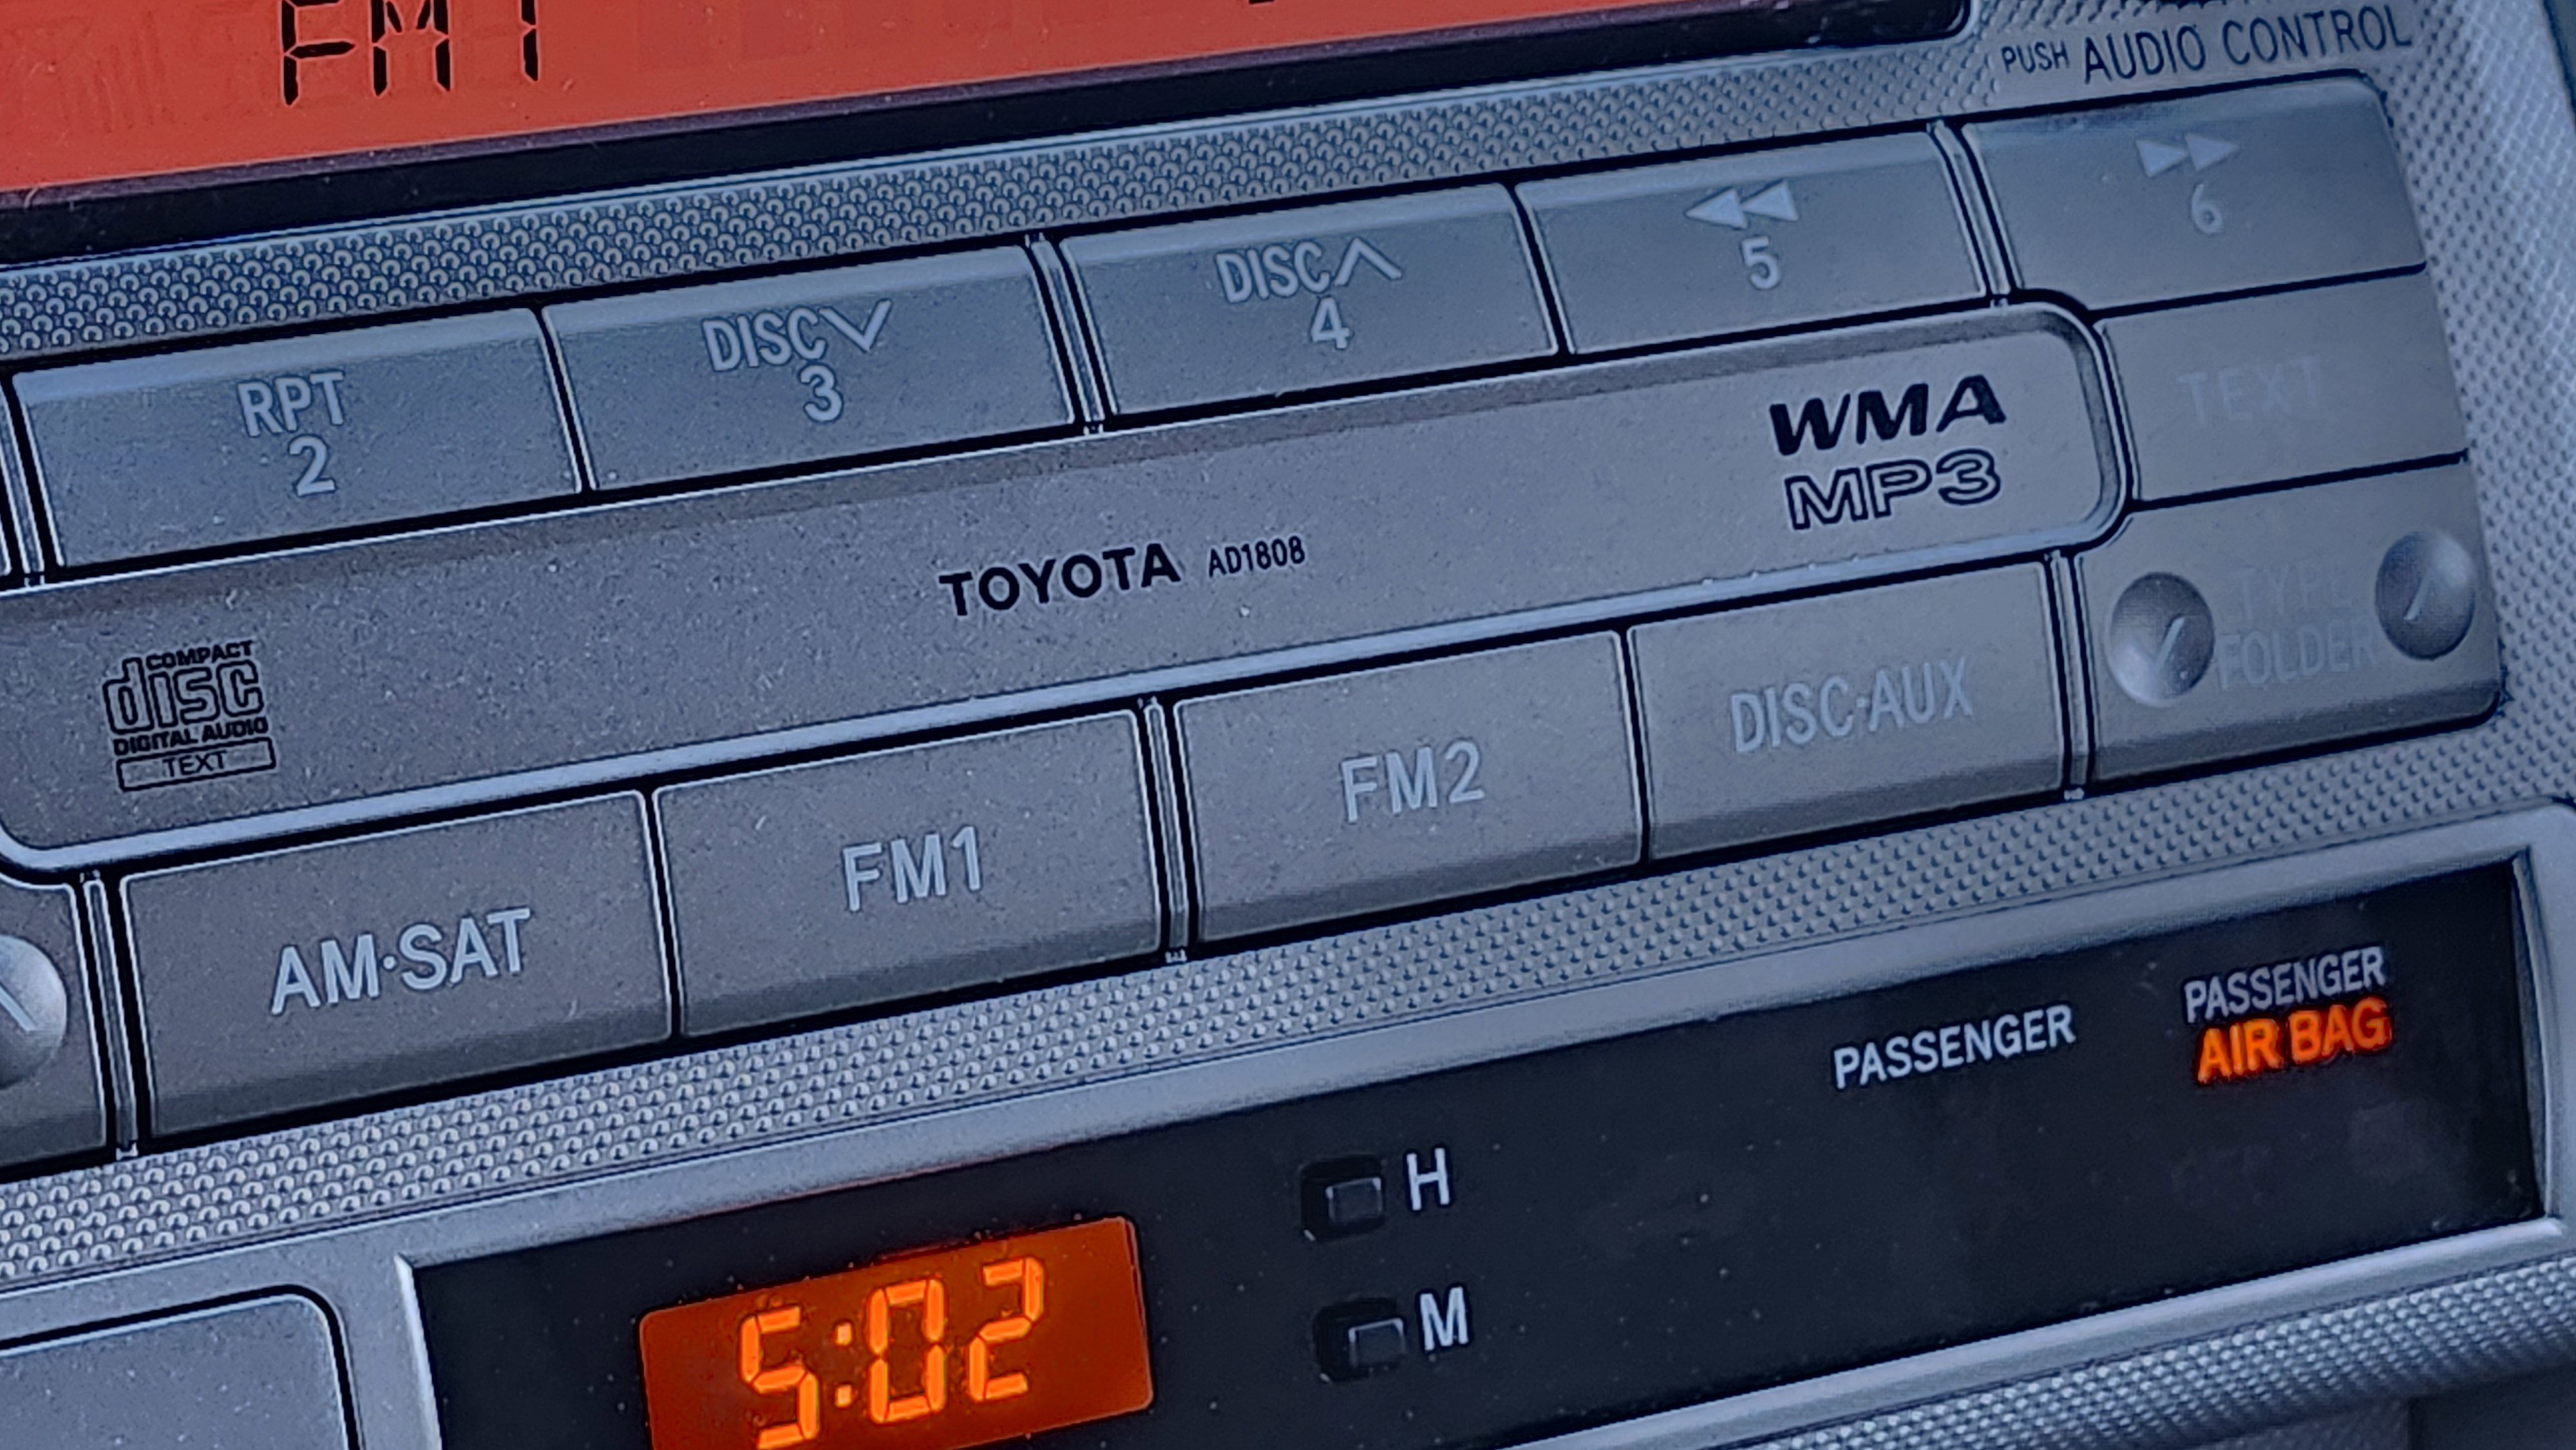 FM1
PUSH AUDIO CONTROL
RPT
2
DISC
3
DISC
4
5
6
WMA
MP3
TEXT
TOYOTA AD1808
COMPACT
disc
DIGITAL AUDIO
TEXT
TYPE
FOLDER
AM·SAT
FM1
FM2
DISC·AUX
PASSENGER
PASSENGER
AIR BAG
H
M
5:02